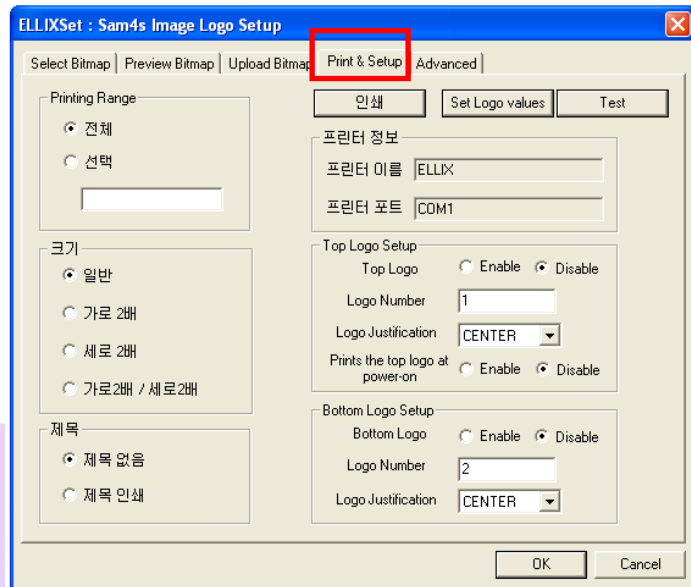 ELLIXSet : Sam4s Image Logo Setup
Select Bitmap Preview Bitmap Upload Bitmap Print & Setup Advanced
Printing Range
전체
선택
인쇄 Set Logo values Test
프린터 정보
프린터 이름 ELLIX
프린터 포트 COM1
크기
일반
가로 2배
세로 2배
가로2배 / 세로2배
Top Logo Setup
Top Logo Enable Disable
Logo Number 1
Logo Justification CENTER
Prints the top logo at
power-on Enable Disable
제목
제목 없음
제목 인쇄
Bottom Logo Setup
Bottom Logo Enable Disable
Logo Number 2
Logo Justification CENTER
OK Cancel